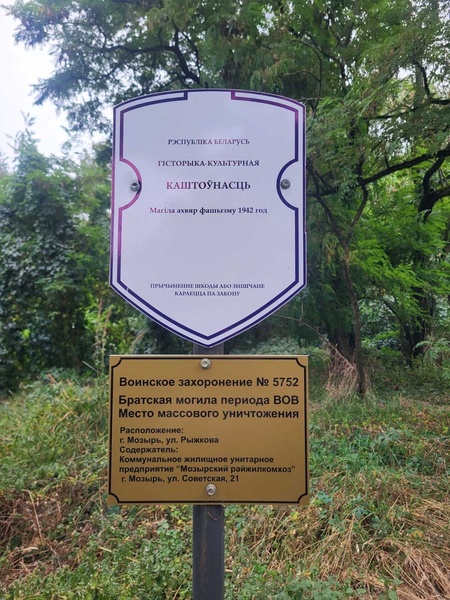 РЭСПУБЛІКА БЕЛАРУСЬ
ГІСТОРЫКА-КУЛЬТУРНАЯ
КАШТОЎНАСЦЬ
Магіла ахвяр фашызму 1942 год
ПРЫЧЫНЕННЕ ШКОДЫ АБО ЗНІШЧАНЕ
КАРАЕЦЦА ПА ЗАКОНУ
Воинское захоронение № 5752
Братская могила периода ВОВ
Место массового уничтожения
Расположение:
г. Мозырь, ул. Рыжкова
Содержатель:
Коммунальное жилищное унитарное
предприятие "Мозырский райжилкомхоз"
г. Мозырь, ул. Советская, 21